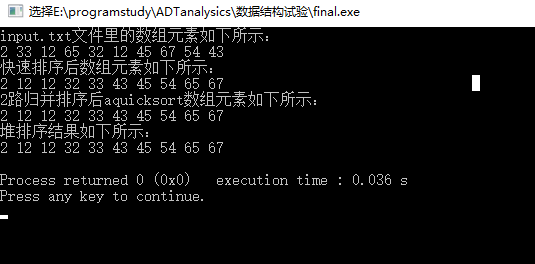 选择E:\programstudy\ADTanalysics\数据结构试验\final.exe
input.txt文件里的数组元素如下所示：
2 33 12 65 32 12 45 67 54 43
快速排序后数组元素如下所示：
2 12 12 32 33 43 45 54 65 67
2路归并排序后aquicksort数组元素如下所示：
2 12 12 32 33 43 45 54 65 67
堆排序结果如下所示：
2 12 12 32 33 43 45 54 65 67
Process returned 0 (0x0)   execution time : 0.036 s
Press any key to continue.